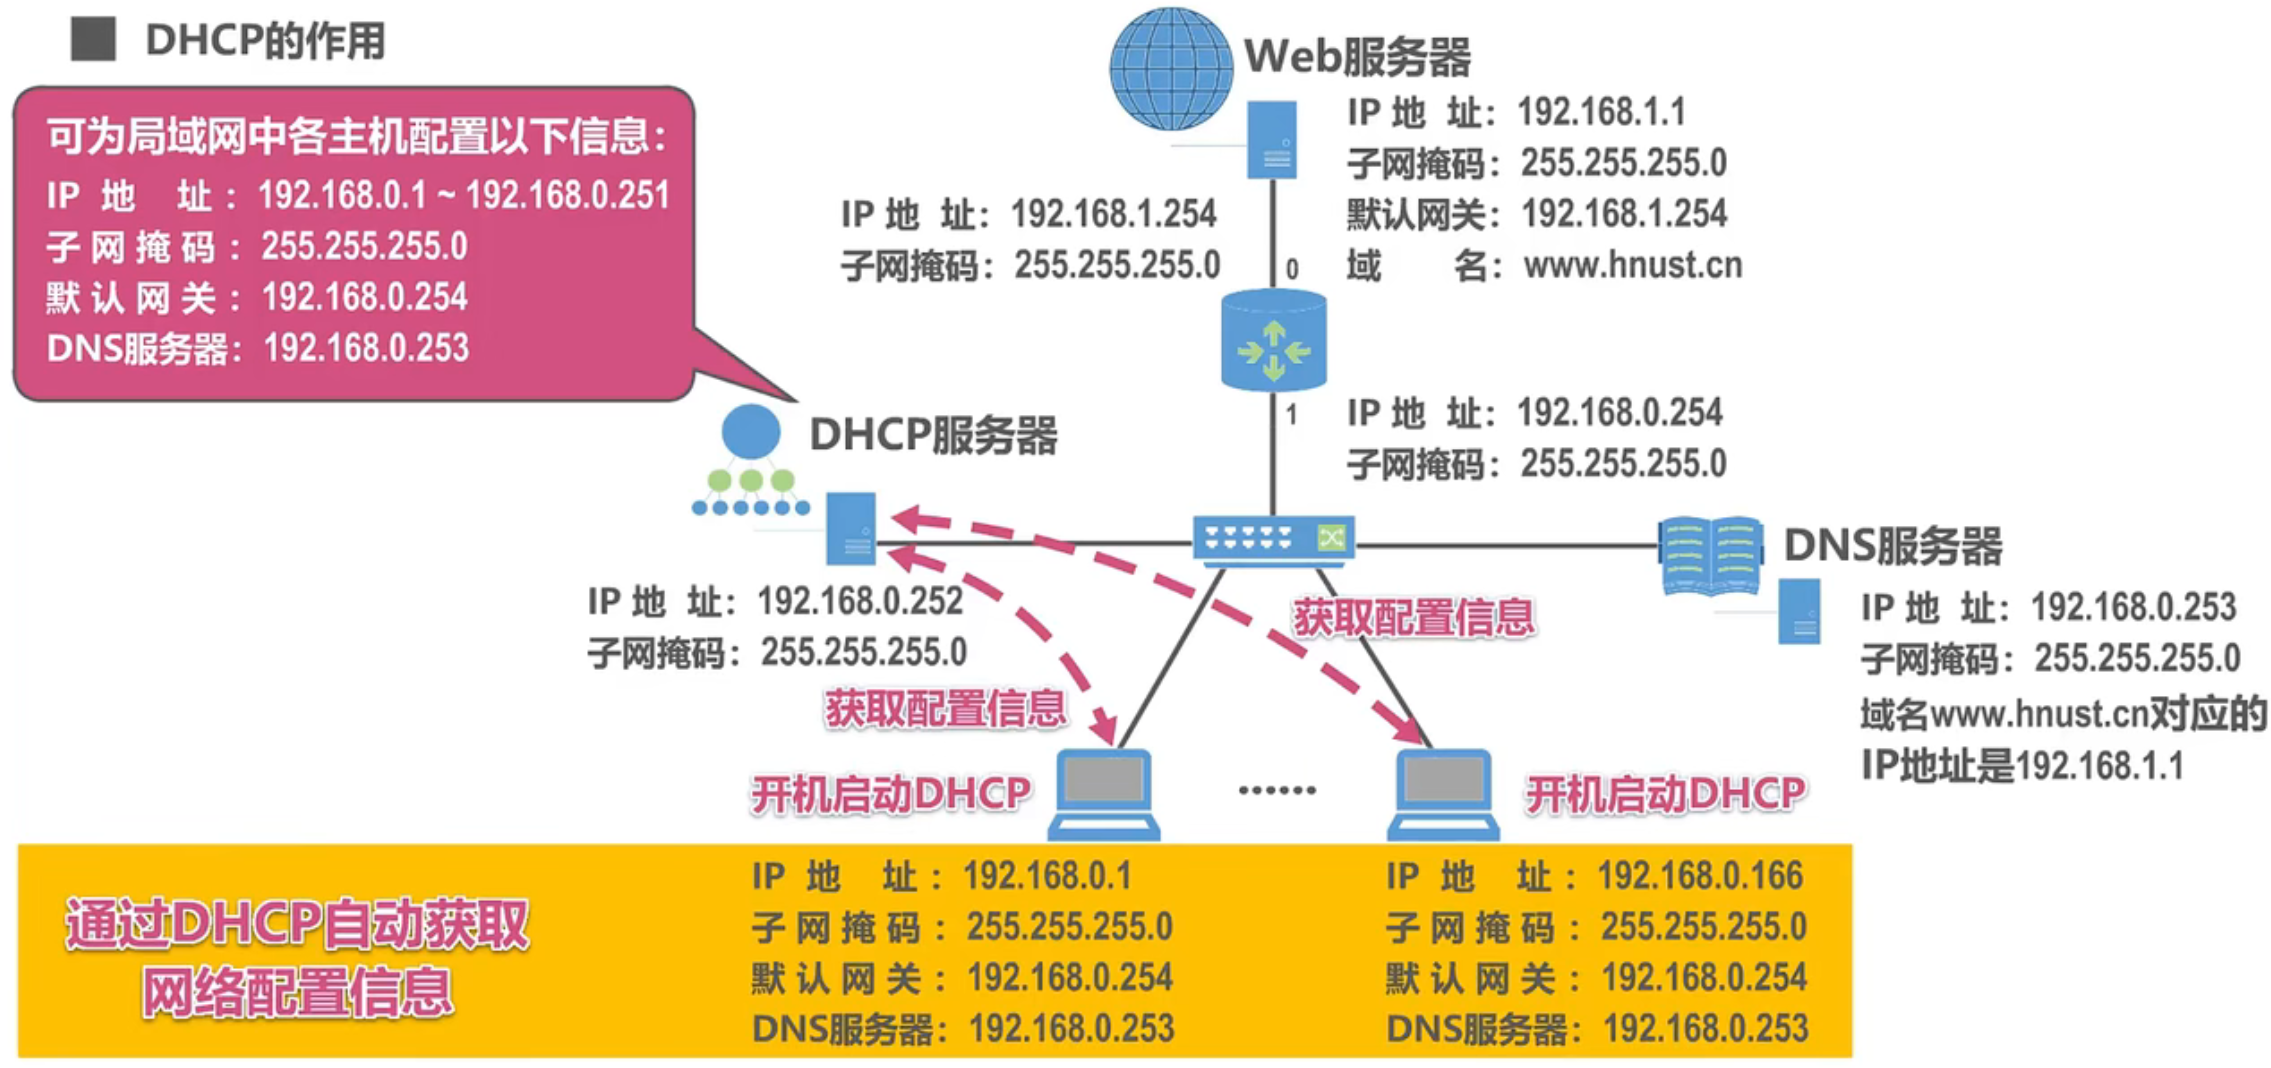 DHCP的作用
可为局域网中各主机配置以下信息：
IP 地 址：192.168.0.1 ~ 192.168.0.251
子网掩码：255.255.255.0
默认网关：192.168.0.254
DNS服务器：192.168.0.253
Web服务器
IP 地 址：192.168.1.1
子网掩码：255.255.255.0
默认网关：192.168.1.254
域 名：www.hnust.cn
IP 地 址：192.168.1.254
子网掩码：255.255.255.0
0
1
IP 地 址：192.168.0.254
子网掩码：255.255.255.0
DHCP服务器
IP 地 址：192.168.0.252
子网掩码：255.255.255.0
DNS服务器
IP 地 址：192.168.0.253
子网掩码：255.255.255.0
域名www.hnust.cn对应的
IP地址是192.168.1.1
获取配置信息
获取配置信息
开机启动DHCP
......
开机启动DHCP
通过DHCP自动获取
网络配置信息
IP 地 址：192.168.0.1
子网掩码：255.255.255.0
默认网关：192.168.0.254
DNS服务器：192.168.0.253
IP 地 址：192.168.0.166
子网掩码：255.255.255.0
默认网关：192.168.0.254
DNS服务器：192.168.0.253